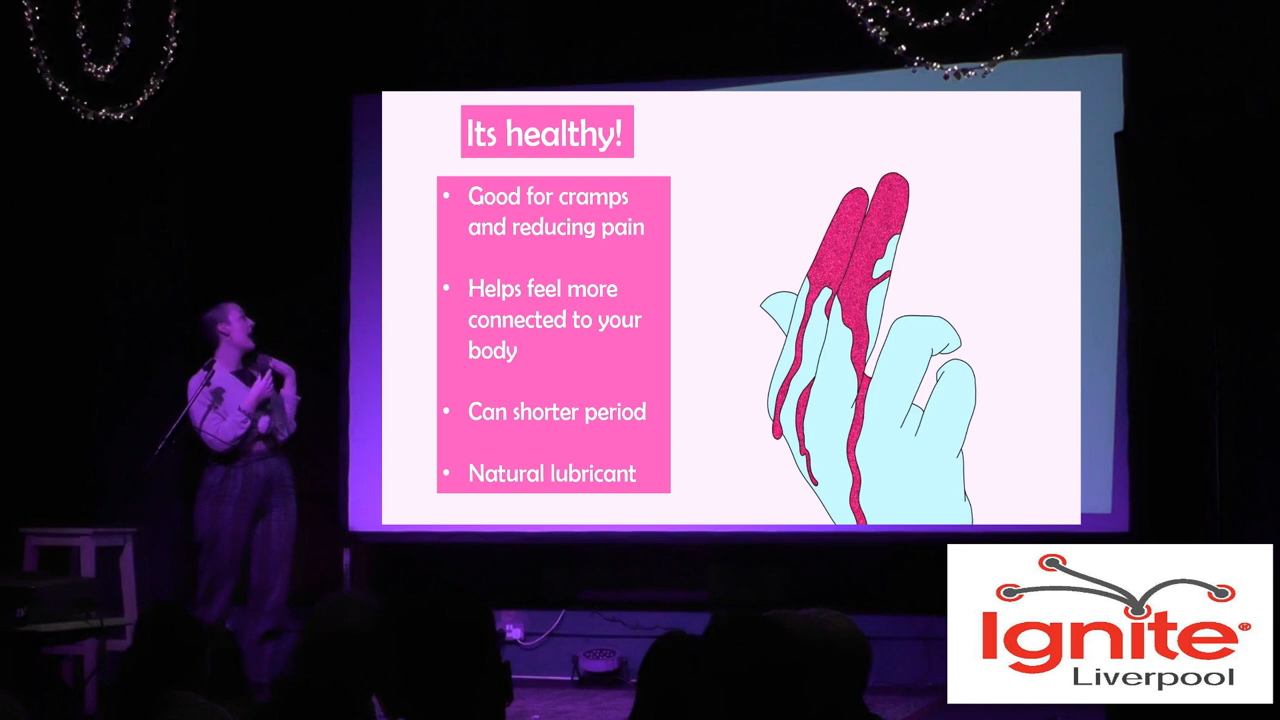 Its healthy!
• Good for cramps
and reducing pain
• Helps feel more
connected to your
body
• Can shorter period
• Natural lubricant
Ignite®
Liverpool